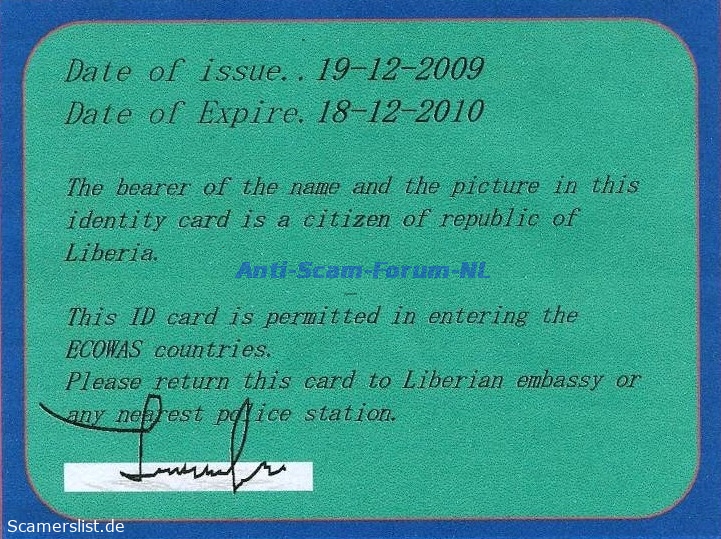 Date of issue..19-12-2009
Date of Expire.18-12-2010
The bearer of the name and the picture in this
identity card is a citizen of republic of
Liberia.
Anti-Scam-Forum-NL
This ID card is permitted in entering the
ECOWAS countries.
Please return this card to Liberian embassy or
any nearest police station.
Scamerslist.de